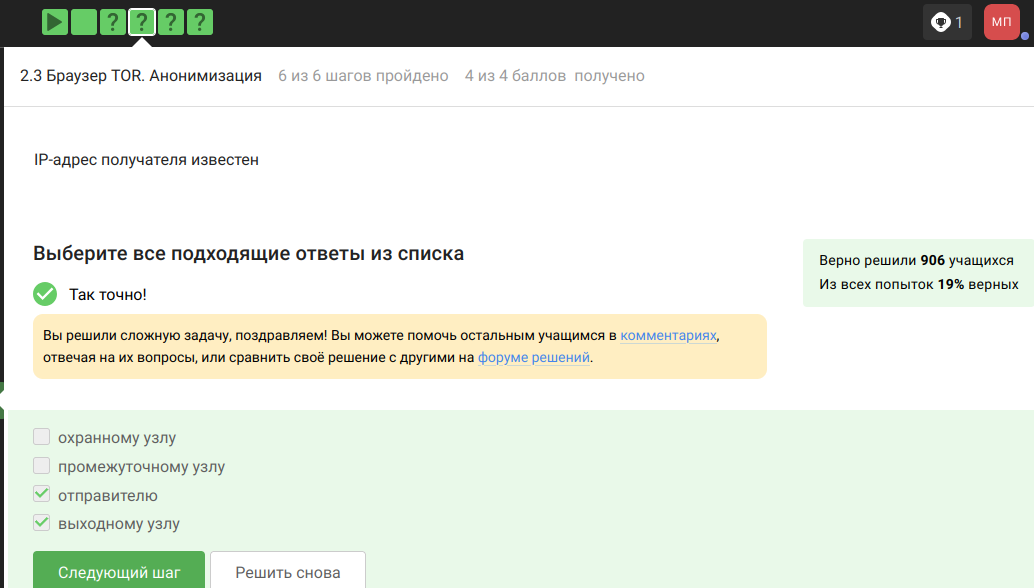 ? ? ? ?
1
МП
2.3 Браузер TOR. Анонимизация 6 из 6 шагов пройдено 4 из 4 баллов получено
IP-адрес получателя известен
Выберите все подходящие ответы из списка
Верно решили 906 учащихся
Из всех попыток 19% верных
Так точно!
Вы решили сложную задачу, поздравляем! Вы можете помочь остальным учащимся в комментариях,
отвечая на их вопросы, или сравнить своё решение с другими на форуме решений.
охранному узлу
промежуточному узлу
отправителю
выходному узлу
Следующий шаг
Решить снова